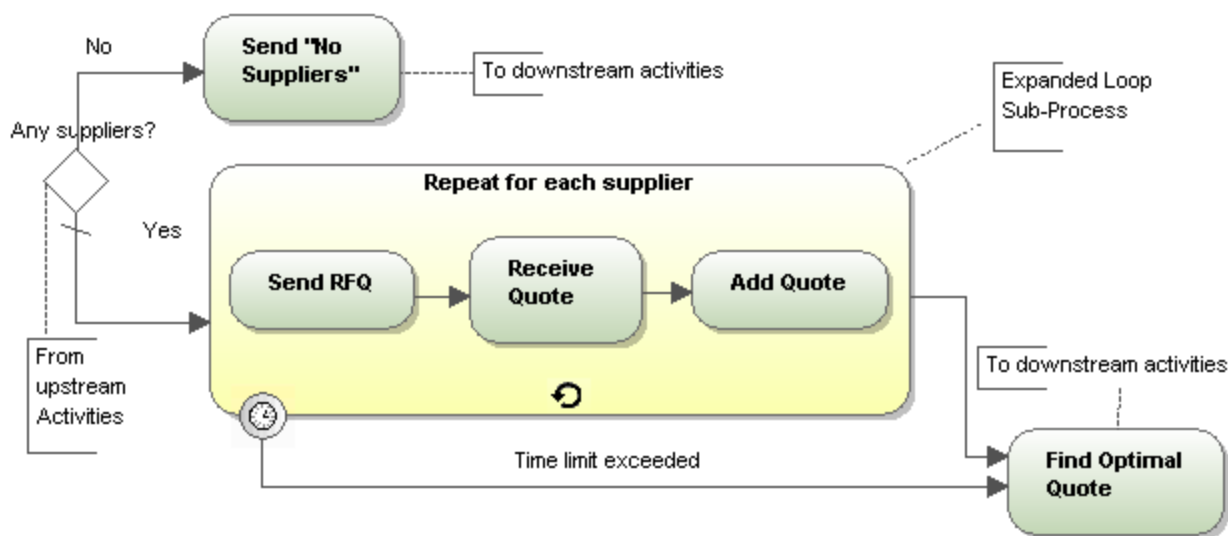 No
Send "No
Suppliers"
To downstream activities
Expanded Loop
Sub-Process
Any suppliers?
Repeat for each supplier
Yes
Send RFQ
Receive
Quote
Add Quote
From
upstream
Activities
To downstream activities
Time limit exceeded
Find Optimal
Quote